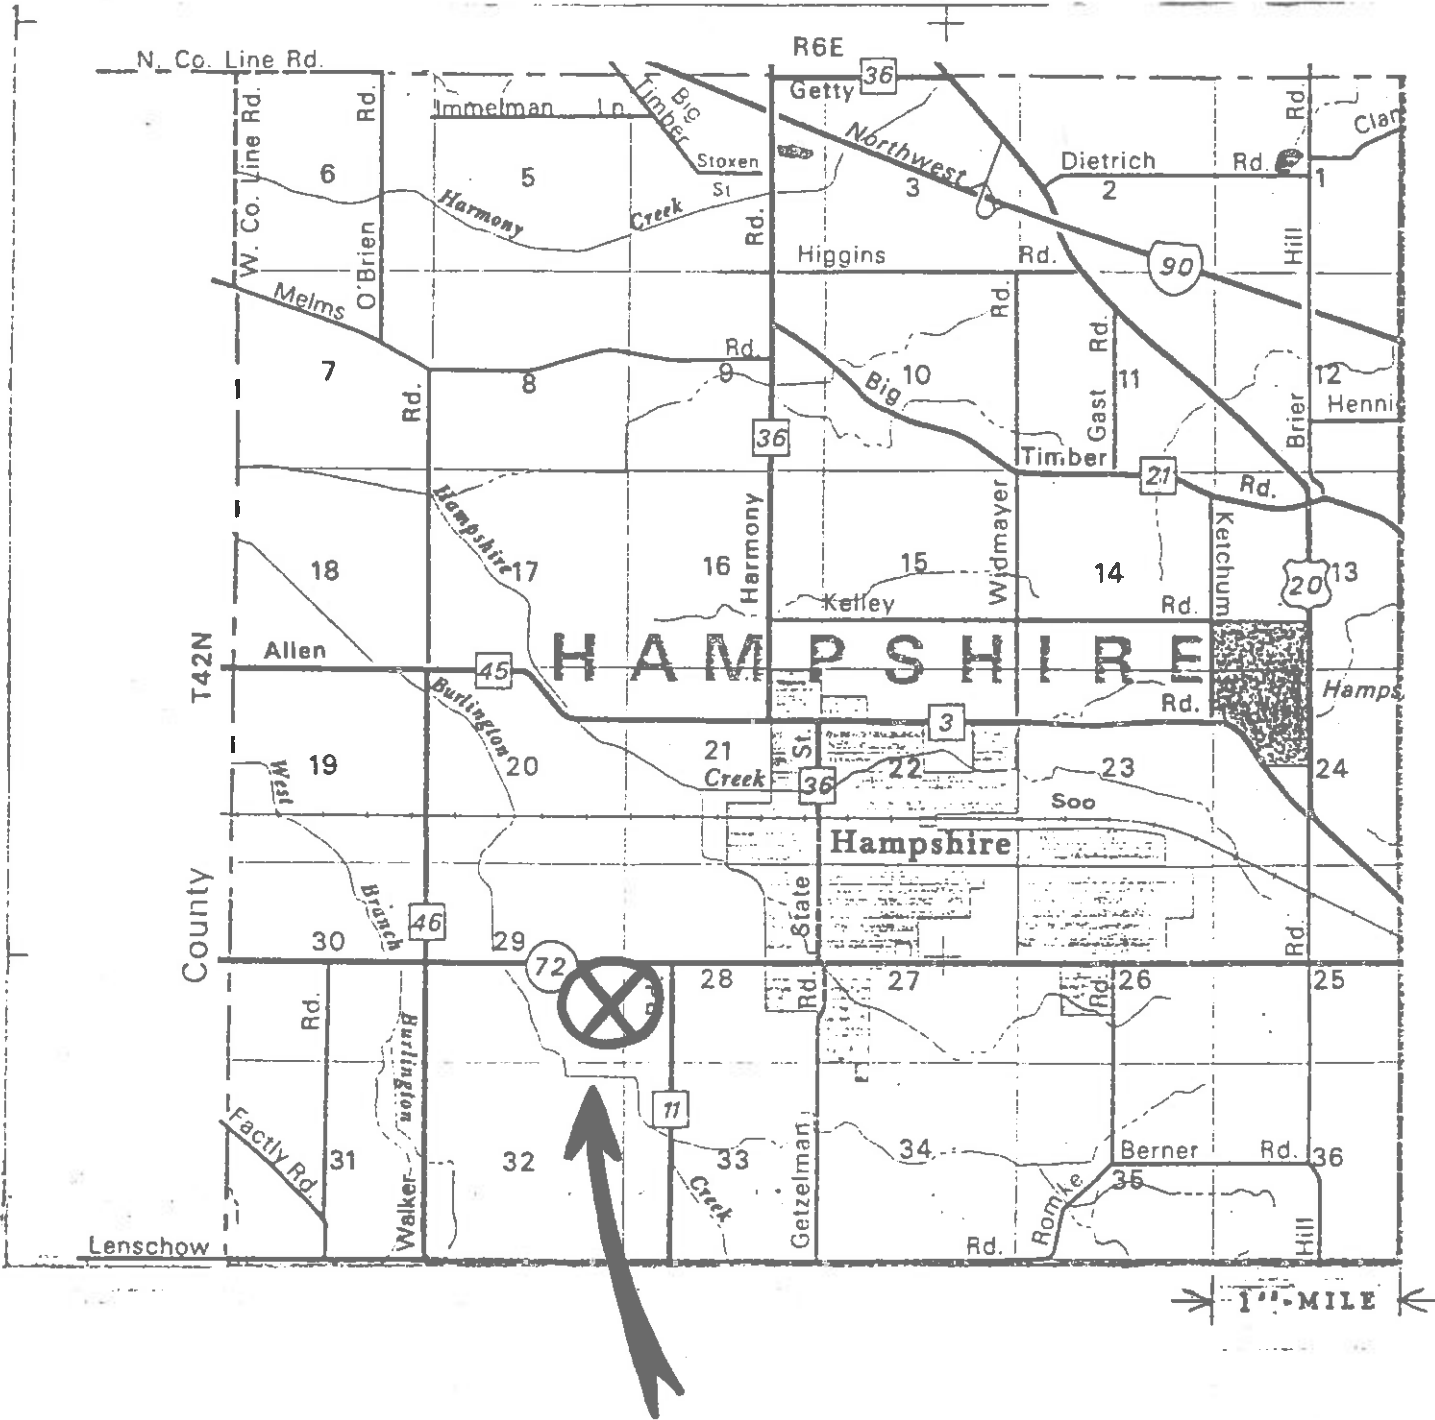 R6E
N. Co. Line Rd.
36
Getty
W. Co. Line Rd.
O'Brien
Rd.
Immelman Ln.
Big
Timber
Stoxen
St
Northwest
Dietrich Rd.
Clar
Rd.
6
5
3
2
1
Harmony Creek
Rd.
Hill
Higgins Rd.
90
Melms
Rd.
7
8
9
10
11
12
Rd.
Big
Rd.
Rd.
Gast
Brier
Henni
36
Timber
21
Rd.
Hampshire
Harmony
Widmayer
Ketchum
18
17
16
15
14
13
20
Kelley Rd.
T42N
HAMPSHIRE
Allen
45
Hamps
Burlington
3
Rd.
19
20
21
22
23
24
St.
West
Creek
36
Soo
Hampshire
County
Branch
46
State
Rd
30
29
72
28
27
26
25
Rd.
Rd
Rd
Burlington
11
Factly Rd.
31
32
33
34
35
36
Berner Rd.
Walker
Creek
Getzelman
Romke
Hill
Lenschow
Rd.
1"-MILE